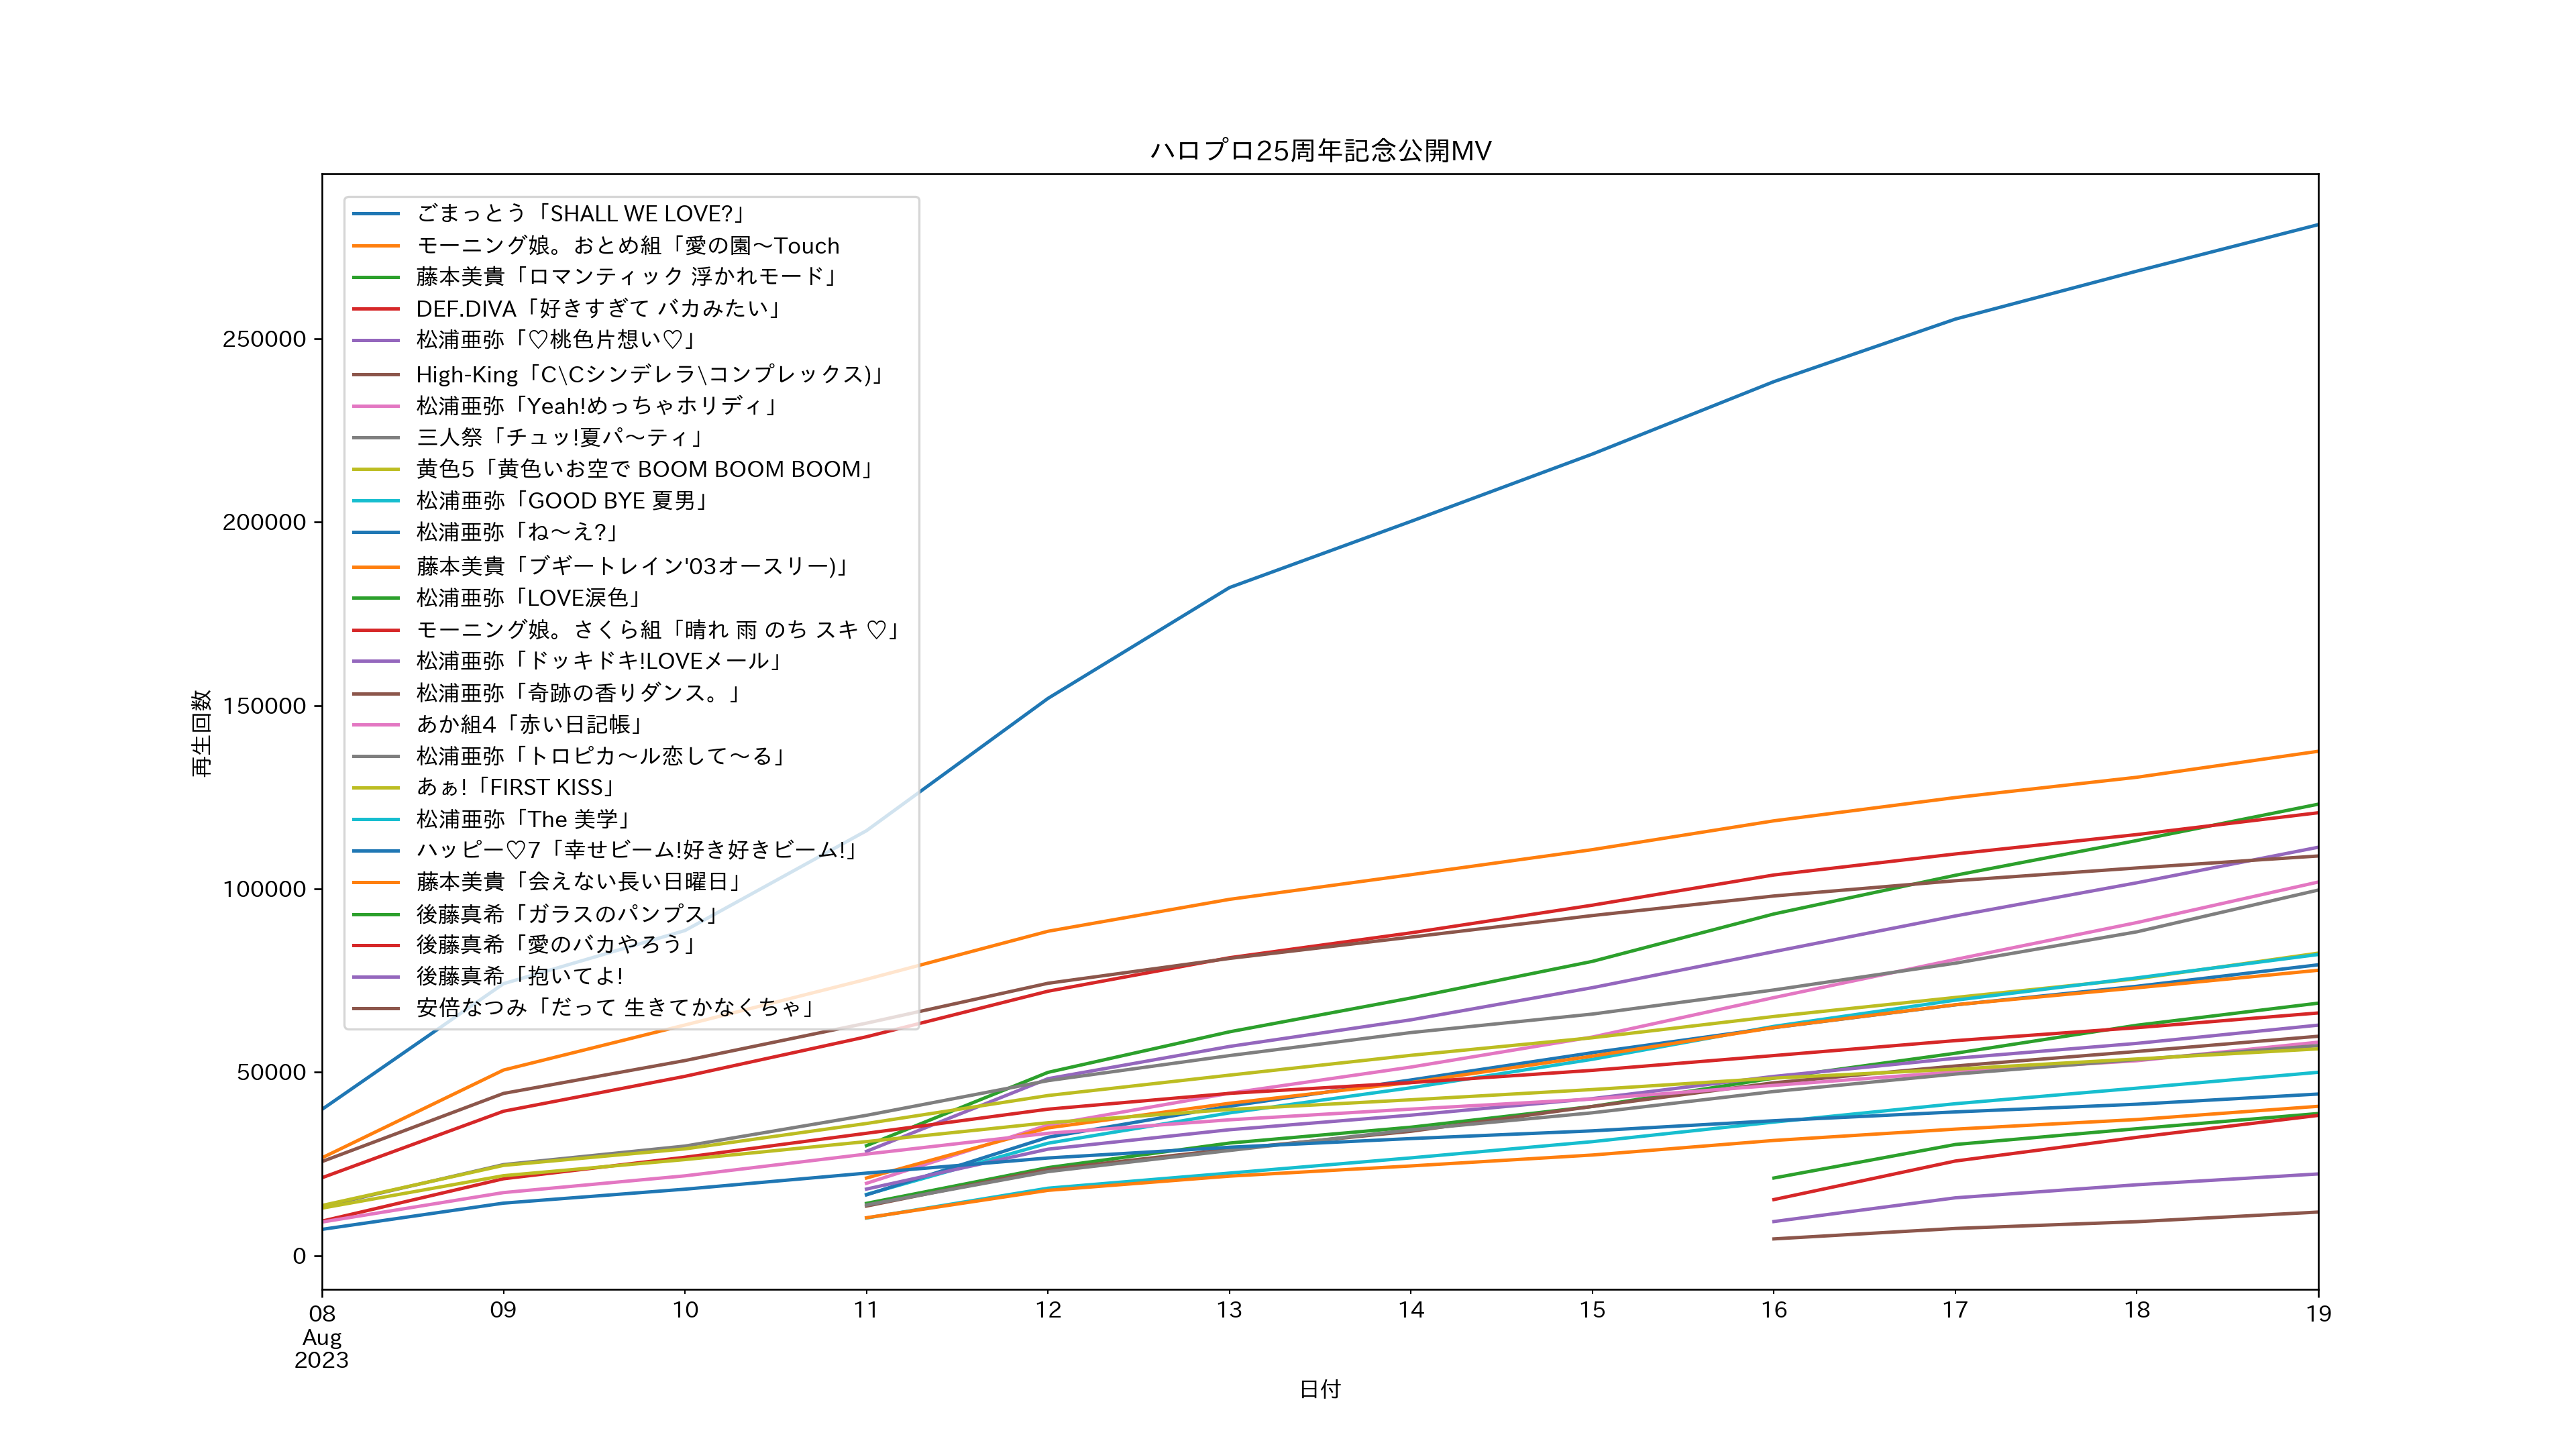 ハロプロ25周年記念公開MV
ごまっとう「SHALL WE LOVE?」
モーニング娘。おとめ組「愛の園〜Touch
藤本美貴「ロマンティック 浮かれモード」
DEF.DIVA「好きすぎて バカみたい」
松浦亜弥「♡桃色片想い♡」
High-King「C\Cシンデレラ\コンプレックス)」
松浦亜弥「Yeah!めっちゃホリディ」
三人祭「チュッ!夏パ〜ティ」
黄色5「黄色いお空で BOOM BOOM BOOM」
松浦亜弥「GOOD BYE 夏男」
松浦亜弥「ね〜え?」
藤本美貴「ブギートレイン'03オースリー)」
松浦亜弥「LOVE涙色」
モーニング娘。さくら組「晴れ 雨 のち スキ ♡」
松浦亜弥「ドッキドキ!LOVEメール」
松浦亜弥「奇跡の香りダンス。」
あか組4「赤い日記帳」
松浦亜弥「トロピカ〜ル恋して〜る」
あぁ!「FIRST KISS」
松浦亜弥「The 美学」
ハッピー♡7「幸せビーム!好き好きビーム!」
藤本美貴「会えない長い日曜日」
後藤真希「ガラスのパンプス」
後藤真希「愛のバカやろう」
後藤真希「抱いてよ!
安倍なつみ「だって 生きてかなくちゃ」
250000
200000
150000
100000
50000
0
再生回数
08 09 10 11 12 13 14 15 16 17 18 19
Aug
2023
日付